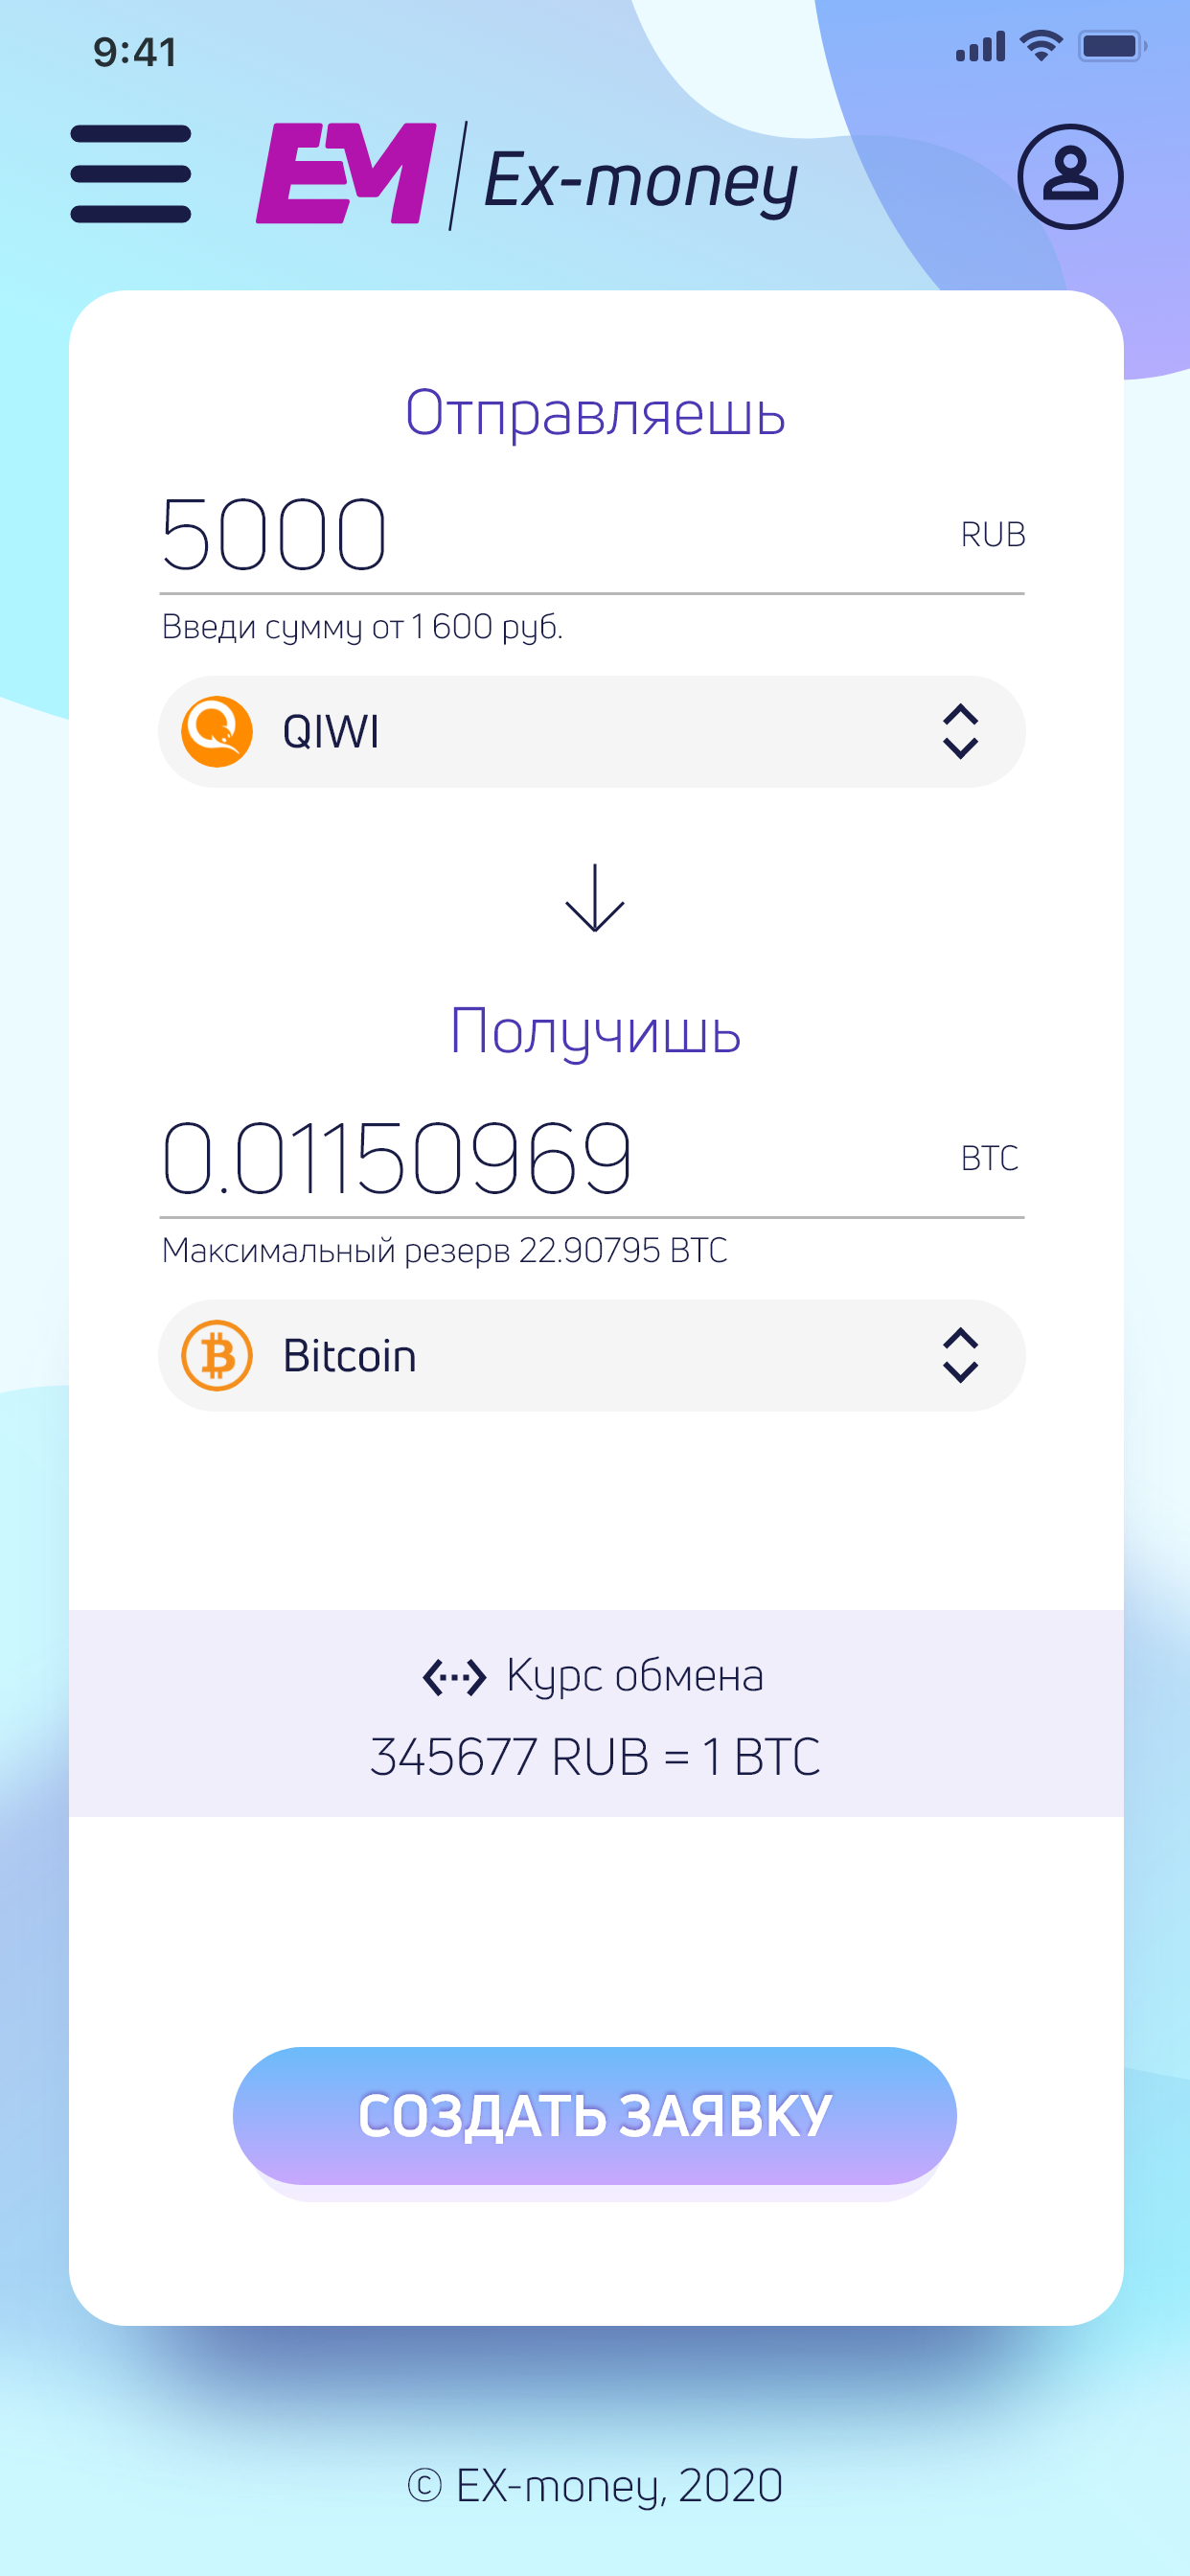 9:41
EM Ex-money
Отправляешь
5000 RUB
Введи сумму от 1 600 руб.
QIWI
Получишь
0.01150969 BTC
Максимальный резерв 22.90795 BTC
Bitcoin
Курс обмена
345677 RUB = 1 BTC
СОЗДАТЬ ЗАЯВКУ
© EX-money, 2020